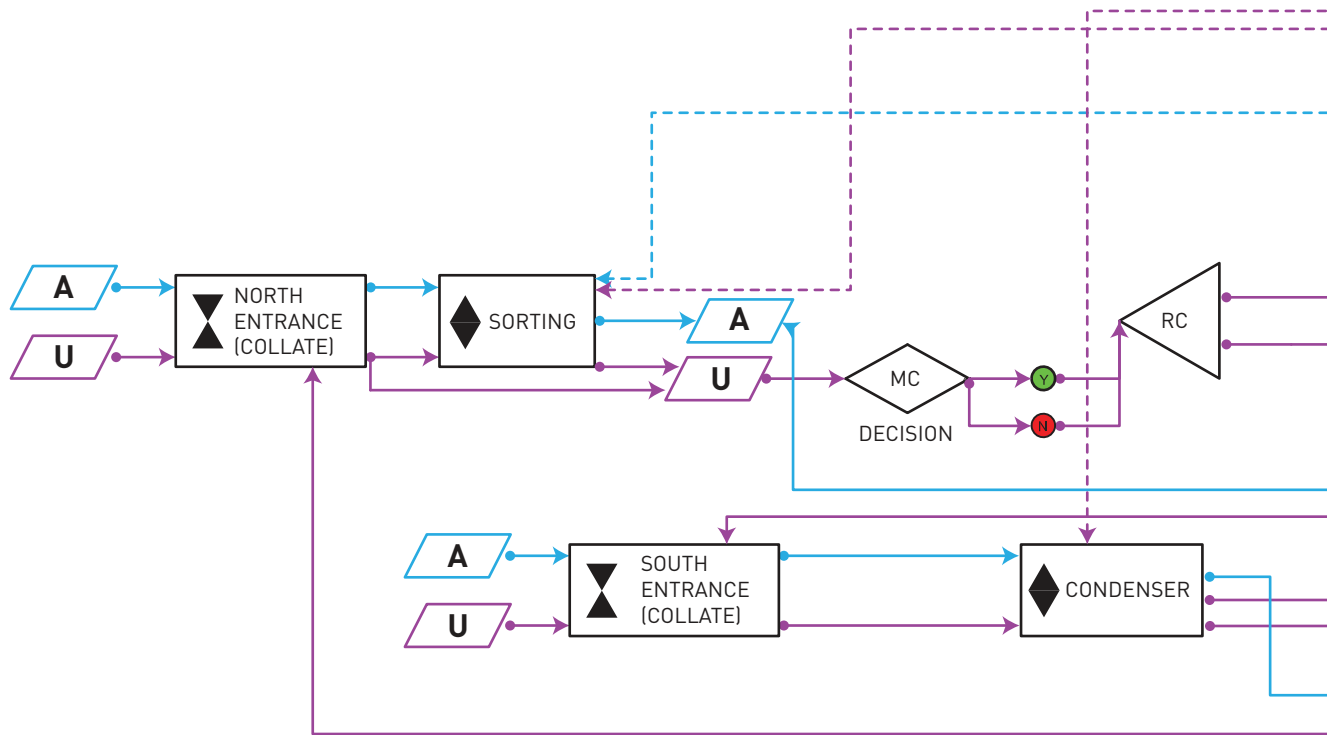 A
U
NORTH
ENTRANCE
(COLLATE)
SORTING
A
U
MC
DECISION
Y
N
RC
A
U
SOUTH
ENTRANCE
(COLLATE)
CONDENSER